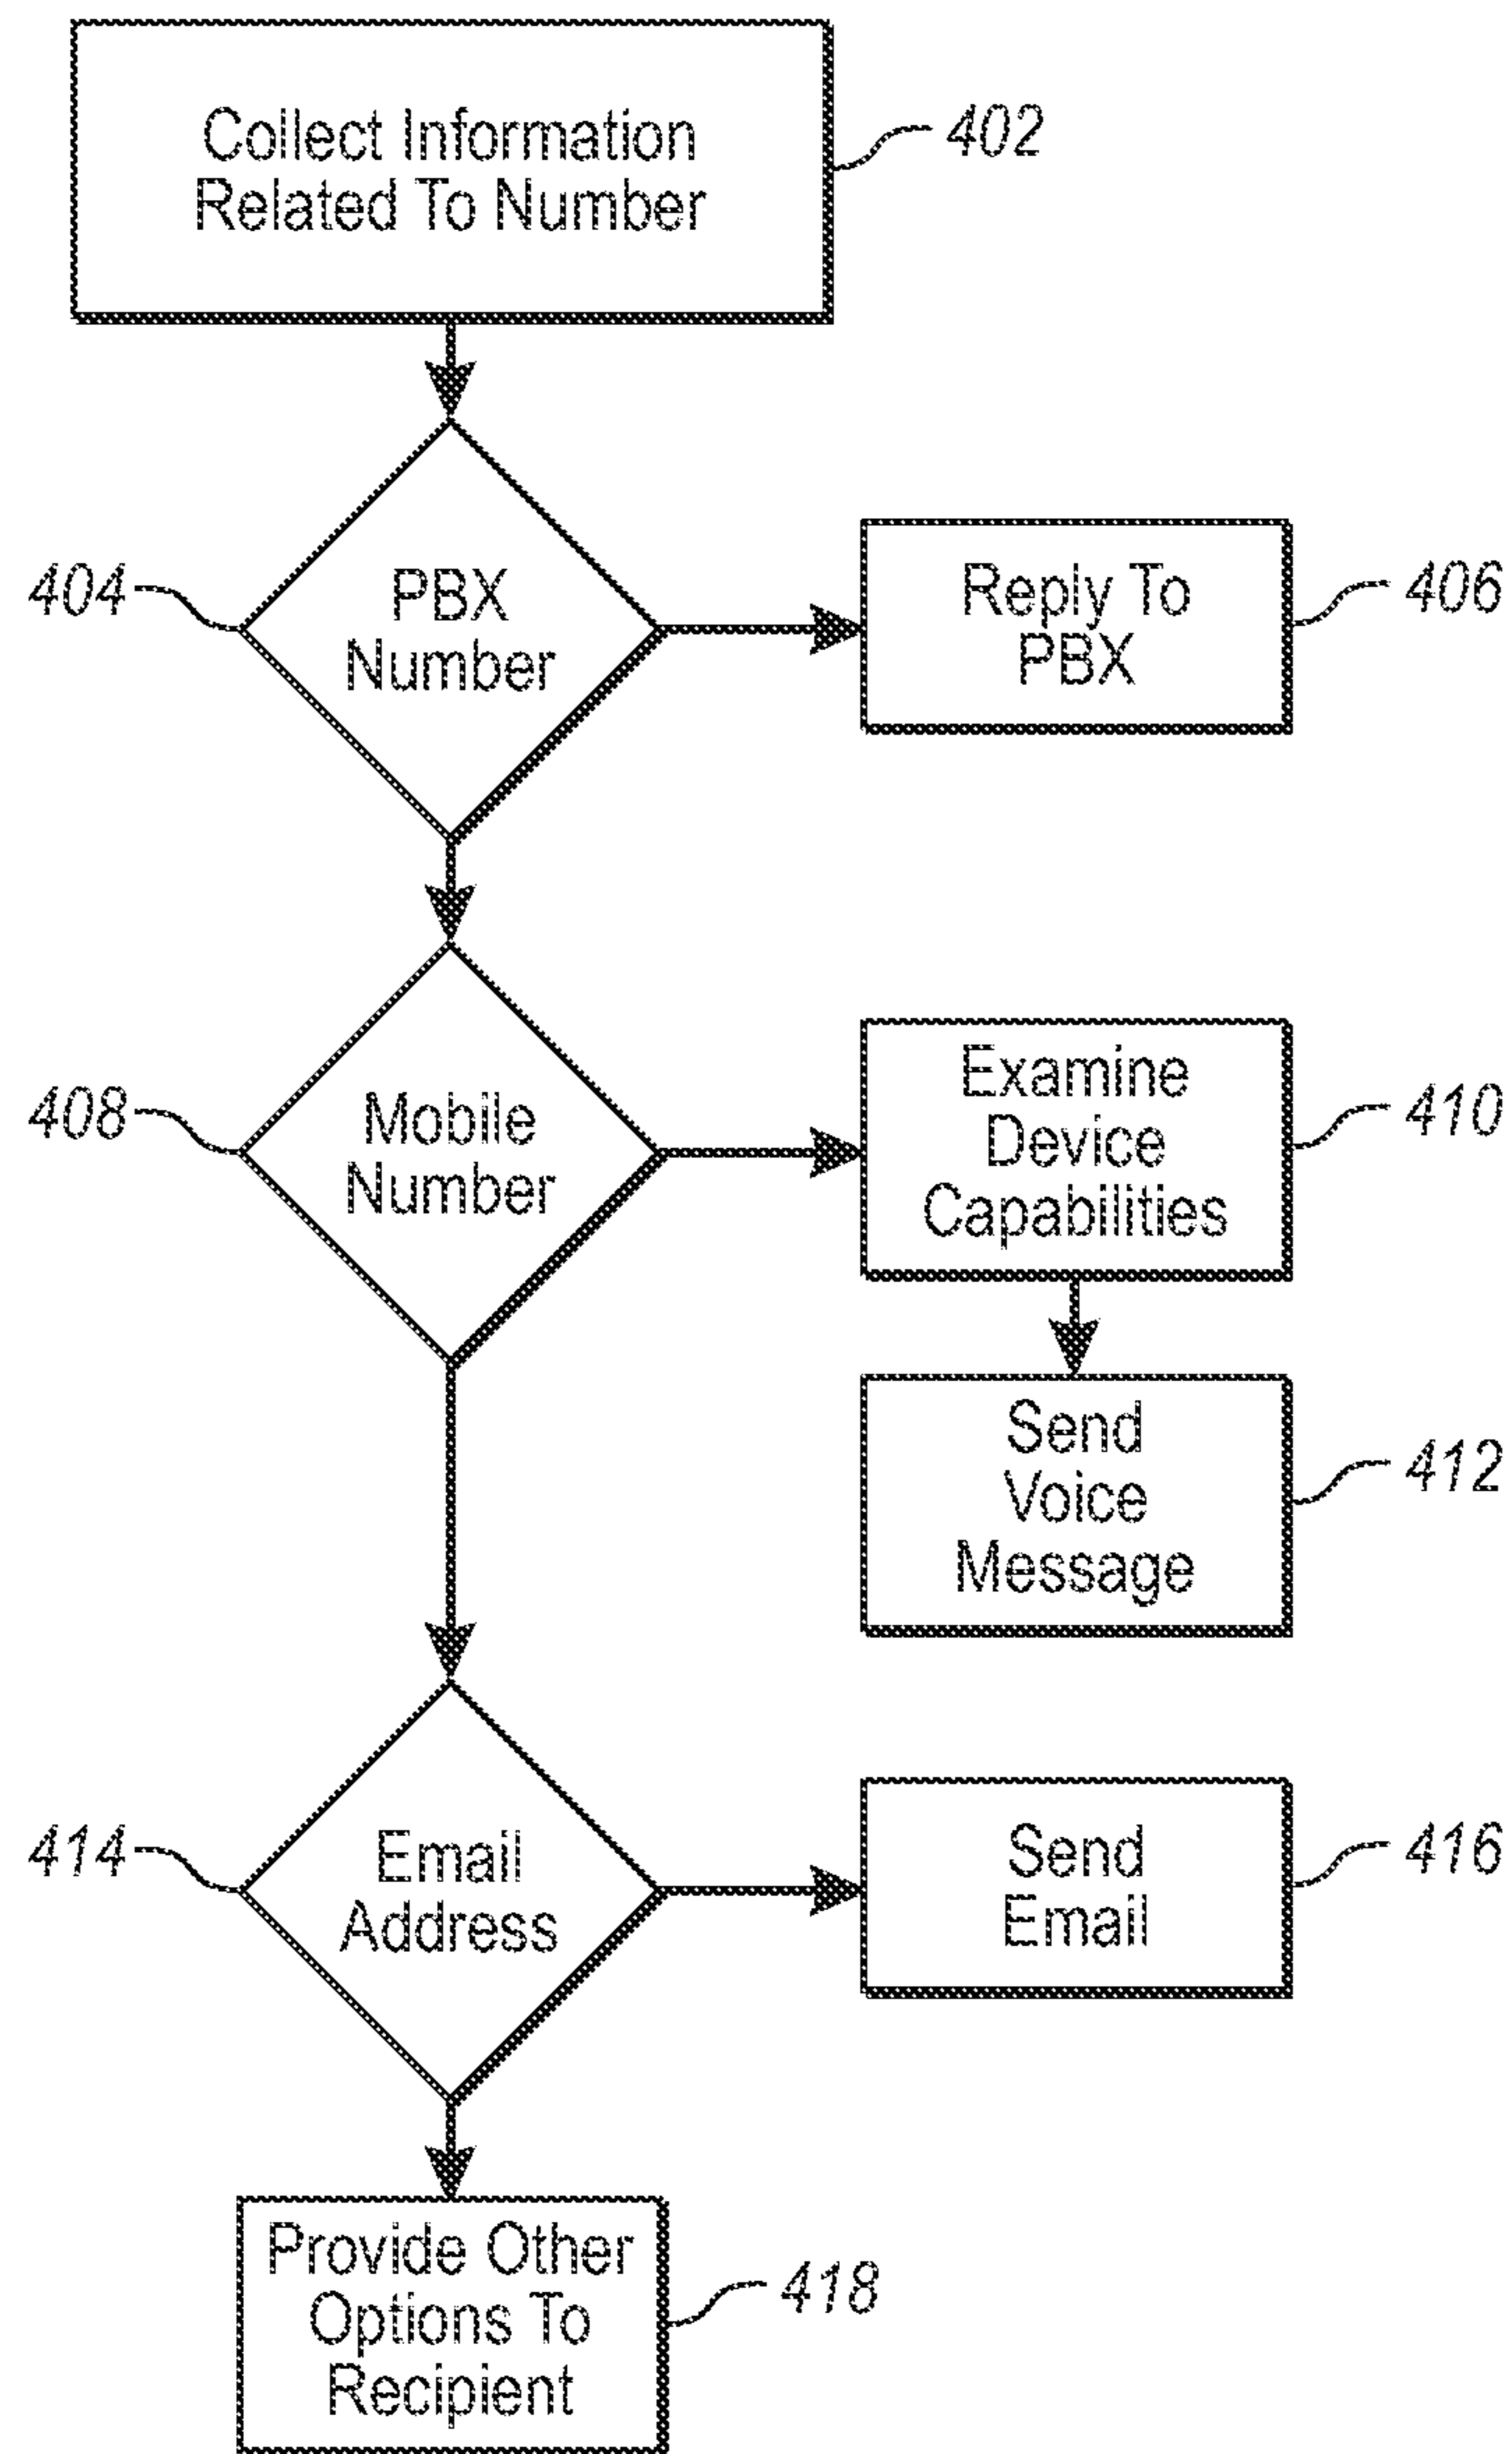 Collect Information
Related To Number
402
404
PBX
Number
Reply To
PBX
406
408
Mobile
Number
Examine
Device
Capabilities
410
Send
Voice
Message
412
414
Email
Address
Send
Email
416
Provide Other
Options To
Recipient
418